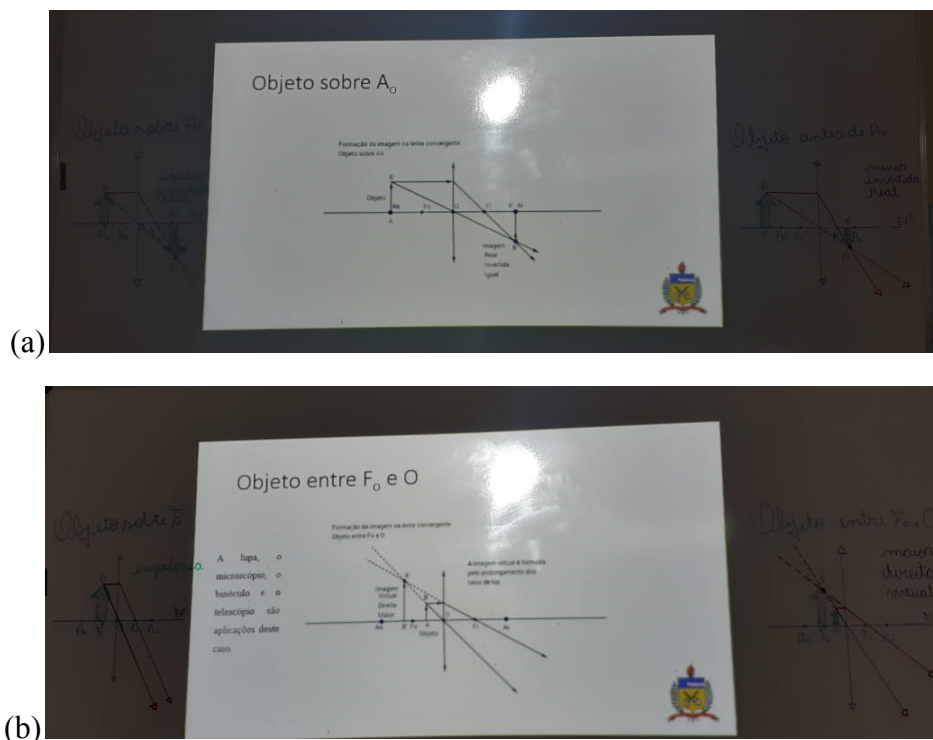 Objeto sobre Ao
Objeto sobre Ao
Formação da imagem na lente convergente
Objeto sobre Ao
B
Objeto
Ao
Fo
O
Fi
A'
Ai
A
B'
Imagem
Real
Invertida
Igual
Objeto antes de Ao
menor
invertida
real
(a)
Objeto sobre Fo
imprópria
Objeto entre Fo e O
A lupa, o
microscópio, o
binóculo e o
telescópio são
aplicações deste
caso.
Formação da imagem na lente convergente
Objeto entre Fo e O
A imagem virtual é formada
pelo prolongamento dos
raios de luz
A'
Imagem
Virtual
Direita
Maior
Ao
B'
Fo
A
Fi
Ai
Objeto
Objeto entre Fo e O
maior
direita
virtual
(b)